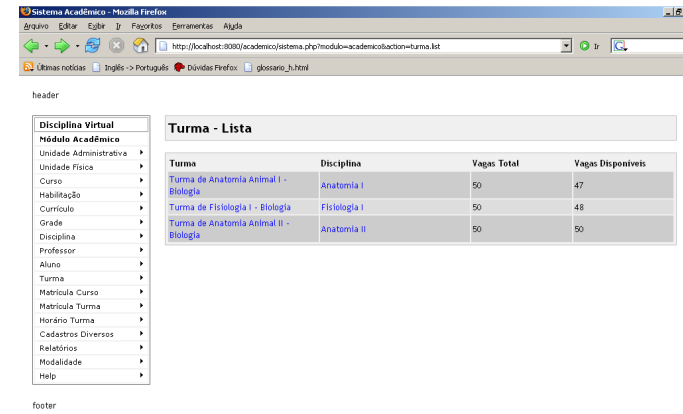 Sistema Acadêmico - Mozilla Firefox
Arquivo Editar Exibir Ir Favoritos Ferramentas Ajuda
http://localhost:8080/academico/sistema.php?modulo=academico&action=turma.list Ir G
Últimas notícias Inglês -> Português Dúvidas Firefox glossario_h.html
header
Disciplina Virtual
Módulo Acadêmico
Unidade Administrativa
Unidade Física
Curso
Habilitação
Currículo
Grade
Disciplina
Professor
Aluno
Turma
Matrícula Curso
Matrícula Turma
Horário Turma
Cadastros Diversos
Relatórios
Modalidade
Help
Turma - Lista
Turma Disciplina Vagas Total Vagas Disponíveis
Turma de Anatomia Animal I -
Biologia Anatomia I 50 47
Turma de Fisiologia I - Biologia Fisiologia I 50 48
Turma de Anatomia Animal II -
Biologia Anatomia II 50 50
footer